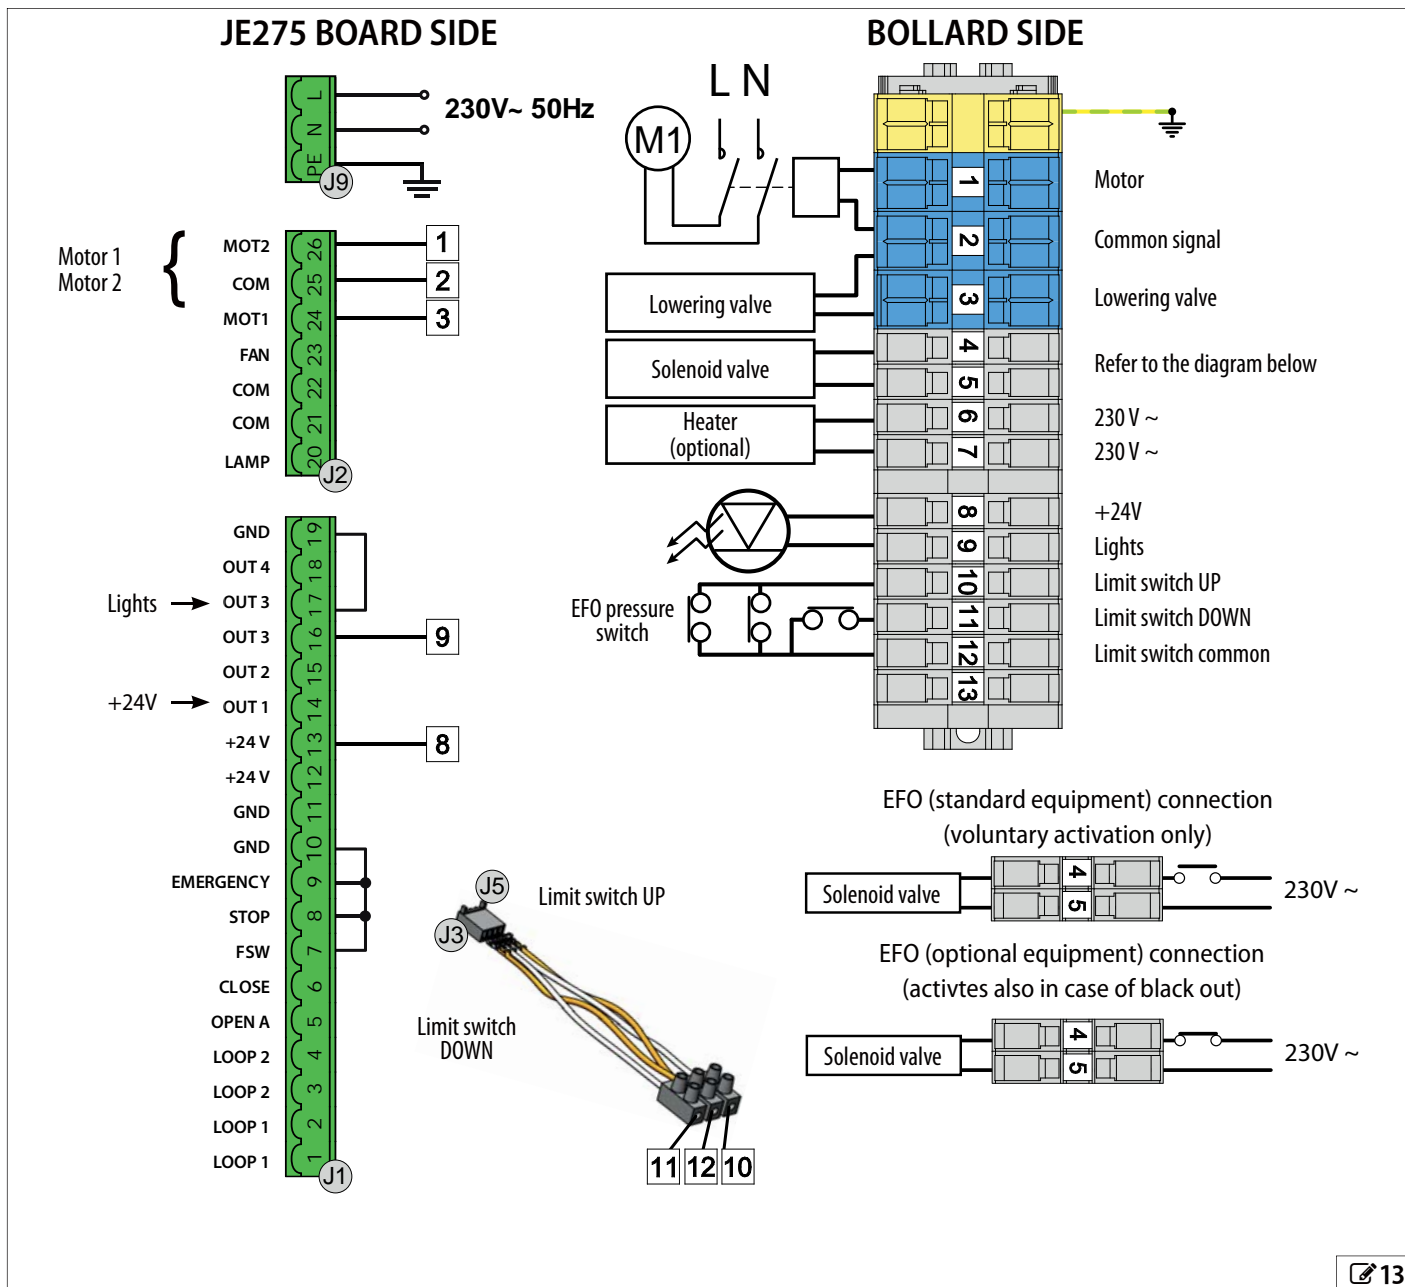 JE275 BOARD SIDE
L
N
PE
J9
230V~ 50Hz
Motor 1
Motor 2
MOT2 26 1
COM 25 2
MOT1 24 3
FAN 23
COM 22
COM 21
LAMP 20
J2
GND 19
OUT 4 18
Lights OUT 3 17
OUT 3 16 9
OUT 2 15
+24V OUT 1 14
+24 V 13 8
+24 V 12
GND 11
GND 10
EMERGENCY 9
STOP 8
FSW 7
CLOSE 6
OPEN A 5
LOOP 2 4
LOOP 2 3
LOOP 1 2
LOOP 1 1
J1
J5
J3
Limit switch UP
Limit switch
DOWN
11 12 10
BOLLARD SIDE
L N
M1
1 Motor
2 Common signal
Lowering valve
3 Lowering valve
Solenoid valve
4
5
Refer to the diagram below
Heater
(optional)
6 230 V ~
7 230 V ~
8 +24V
9 Lights
EFO pressure
switch
10 Limit switch UP
11 Limit switch DOWN
12 Limit switch common
13
EFO (standard equipment) connection
(voluntary activation only)
Solenoid valve
4
5
230V ~
EFO (optional equipment) connection
(activtes also in case of black out)
Solenoid valve
4
5
230V ~
13